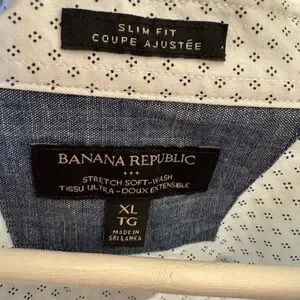 SLIM FIT
COUPE AJUSTÉE
BANANA REPUBLIC
STRETCH SOFT-WASH
TISSU ULTRA-DOUX EXTENSIBLE
XL
TG
MADE IN
SRI LANKA